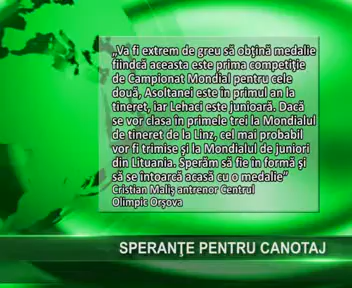 „Va fi extrem de greu să obţină medalie
fiindcă aceasta este prima competiţie
de Campionat Mondial pentru cele
două, Asoltanei este în primul an la
tineret, iar Lehaci este junioară. Dacă
se vor clasa în primele trei la Mondialul
de tineret de la Linz, cel mai probabil
vor fi trimise şi la Mondialul de juniori
din Lituania. Sperăm să fie în formă şi
să se întoarcă acasă cu o medalie”
Cristian Maliş antrenor Centrul
Olimpic Orşova
SPERANŢE PENTRU CANOTAJ